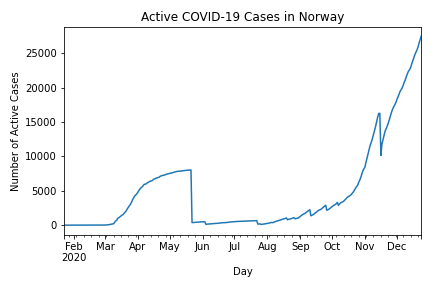 Active COVID-19 Cases in Norway
Number of Active Cases
25000
20000
15000
10000
5000
0
Feb Mar Apr May Jun Jul Aug Sep Oct Nov Dec
2020
Day